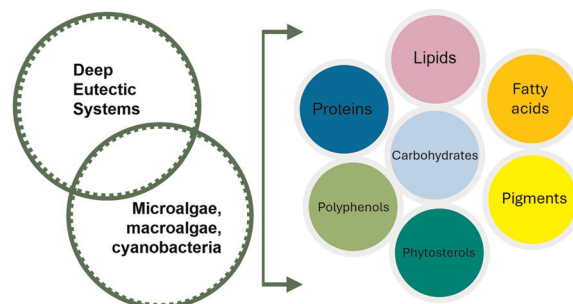 Deep
Eutectic
Systems
Microalgae,
macroalgae,
cyanobacteria
Lipids
Fatty
acids
Proteins
Carbohydrates
Polyphenols
Pigments
Phytosterols